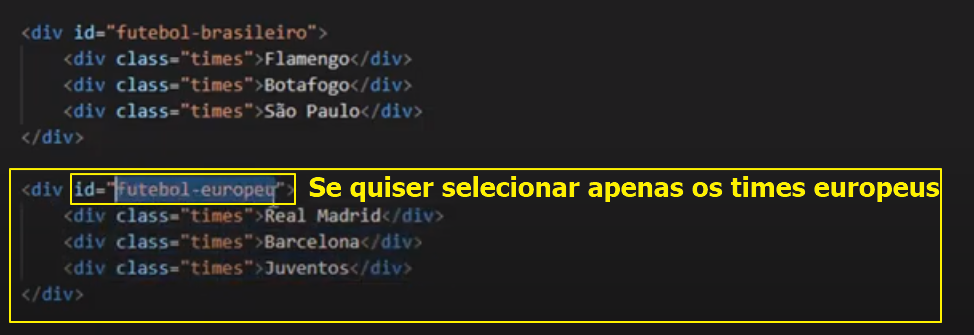 <div id="futebol-brasileiro">
<div class="times">Flamengo</div>
<div class="times">Botafogo</div>
<div class="times">São Paulo</div>
</div>
<div id="futebol-europeu"> Se quiser selecionar apenas os times europeus
<div class="times">Real Madrid</div>
<div class="times">Barcelona</div>
<div class="times">Juventos</div>
</div>